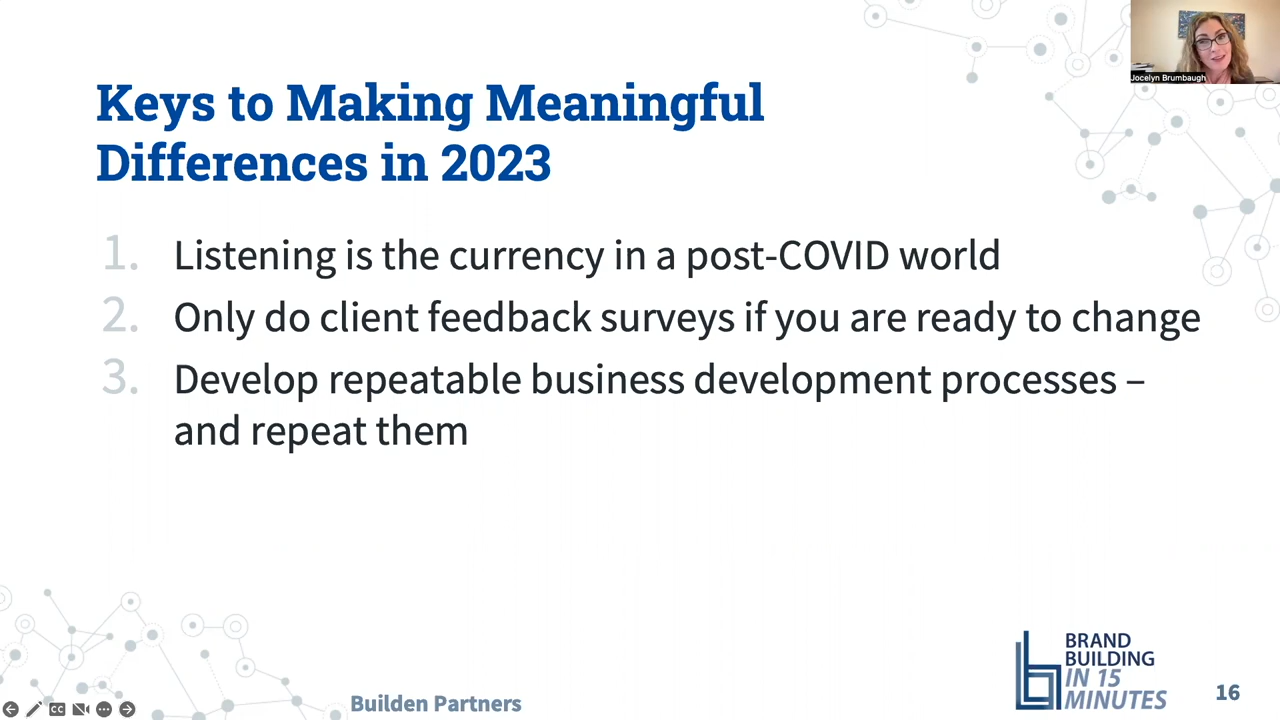 Jocelyn Brumbaugh
Keys to Making Meaningful
Differences in 2023
1. Listening is the currency in a post-COVID world
2. Only do client feedback surveys if you are ready to change
3. Develop repeatable business development processes –
and repeat them
CC
Builden Partners
BRAND
BUILDING
IN 15
MINUTES
16